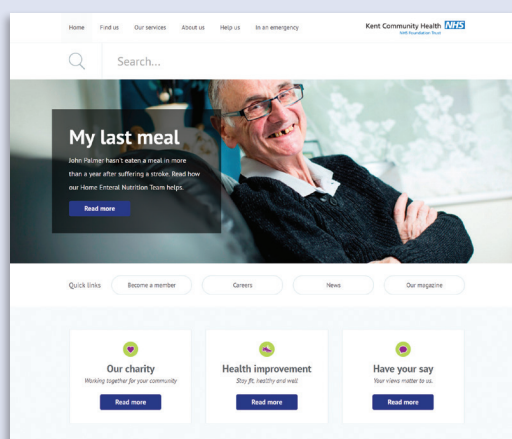 Home Find us Our services About us Help us In an emergency
Kent Community Health NHS
NHS Foundation Trust
Search...
My last meal
John Palmer hasn't eaten a meal in more
than a year after suffering a stroke. Read how
our Home Enteral Nutrition Team helps.
Read more
Quick links Become a member Careers News Our magazine
Our charity
Working together for your community
Read more
Health improvement
Stay fit, healthy and well
Read more
Have your say
Your views matter to us.
Read more